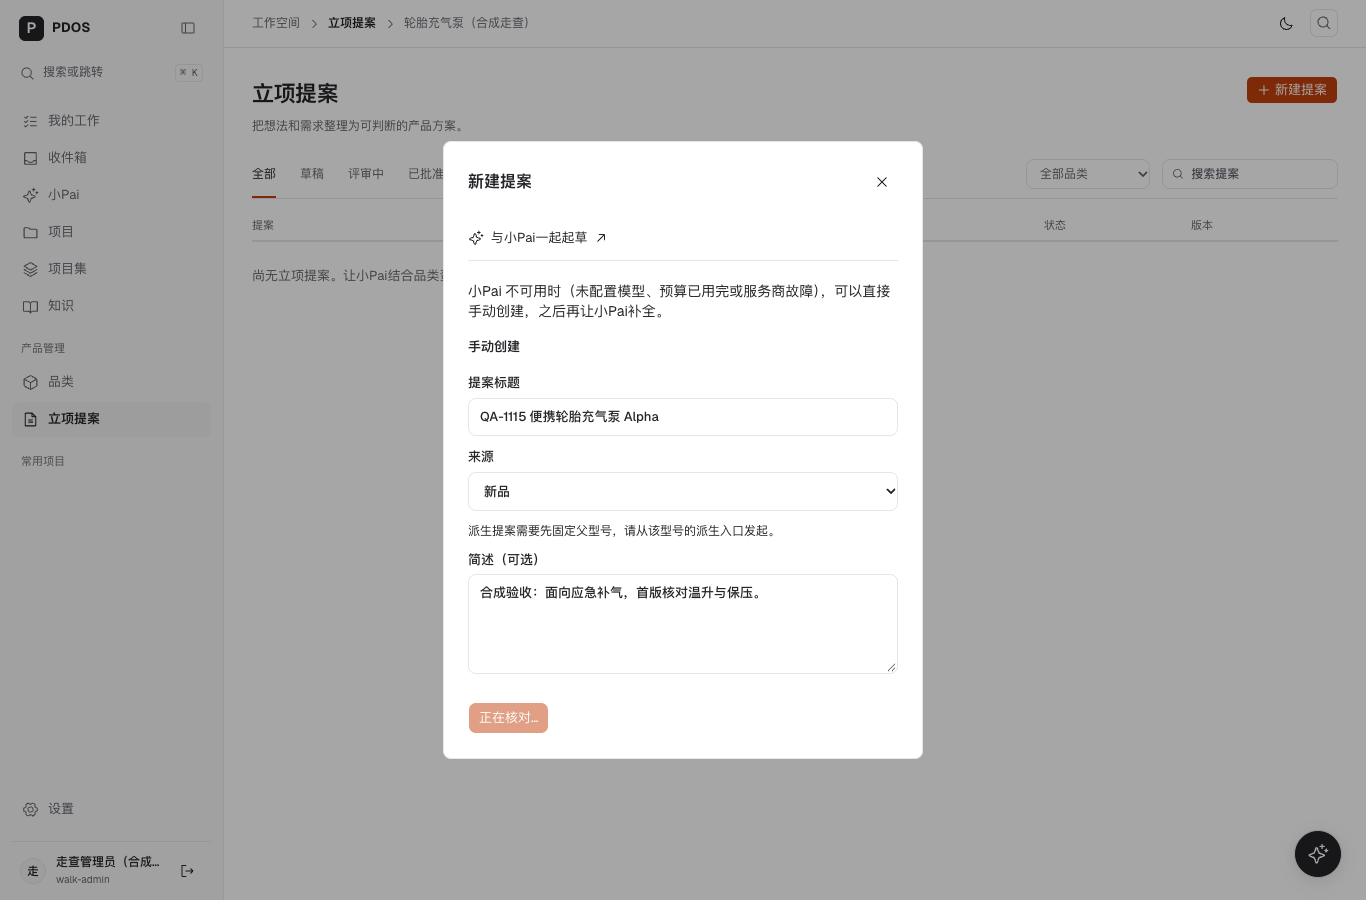 P PDOS
搜索或跳转 ⌘ K
我的工作
收件箱
小Pai
项目
项目集
知识
产品管理
品类
立项提案
常用项目
设置
走 走查管理员（合成...
walk-admin
工作空间 > 立项提案 > 轮胎充气泵（合成走查）
立项提案
+ 新建提案
把想法和需求整理为可判断的产品方案。
全部 草稿 评审中 已批准
全部品类 搜索提案
提案 状态 版本
尚无立项提案。让小Pai结合品类
新建提案
与小Pai一起起草
小Pai 不可用时（未配置模型、预算已用完或服务商故障），可以直接
手动创建，之后再让小Pai补全。
手动创建
提案标题
QA-1115 便携轮胎充气泵 Alpha
来源
新品
派生提案需要先固定父型号，请从该型号的派生入口发起。
简述（可选）
合成验收：面向应急补气，首版核对温升与保压。
正在核对...